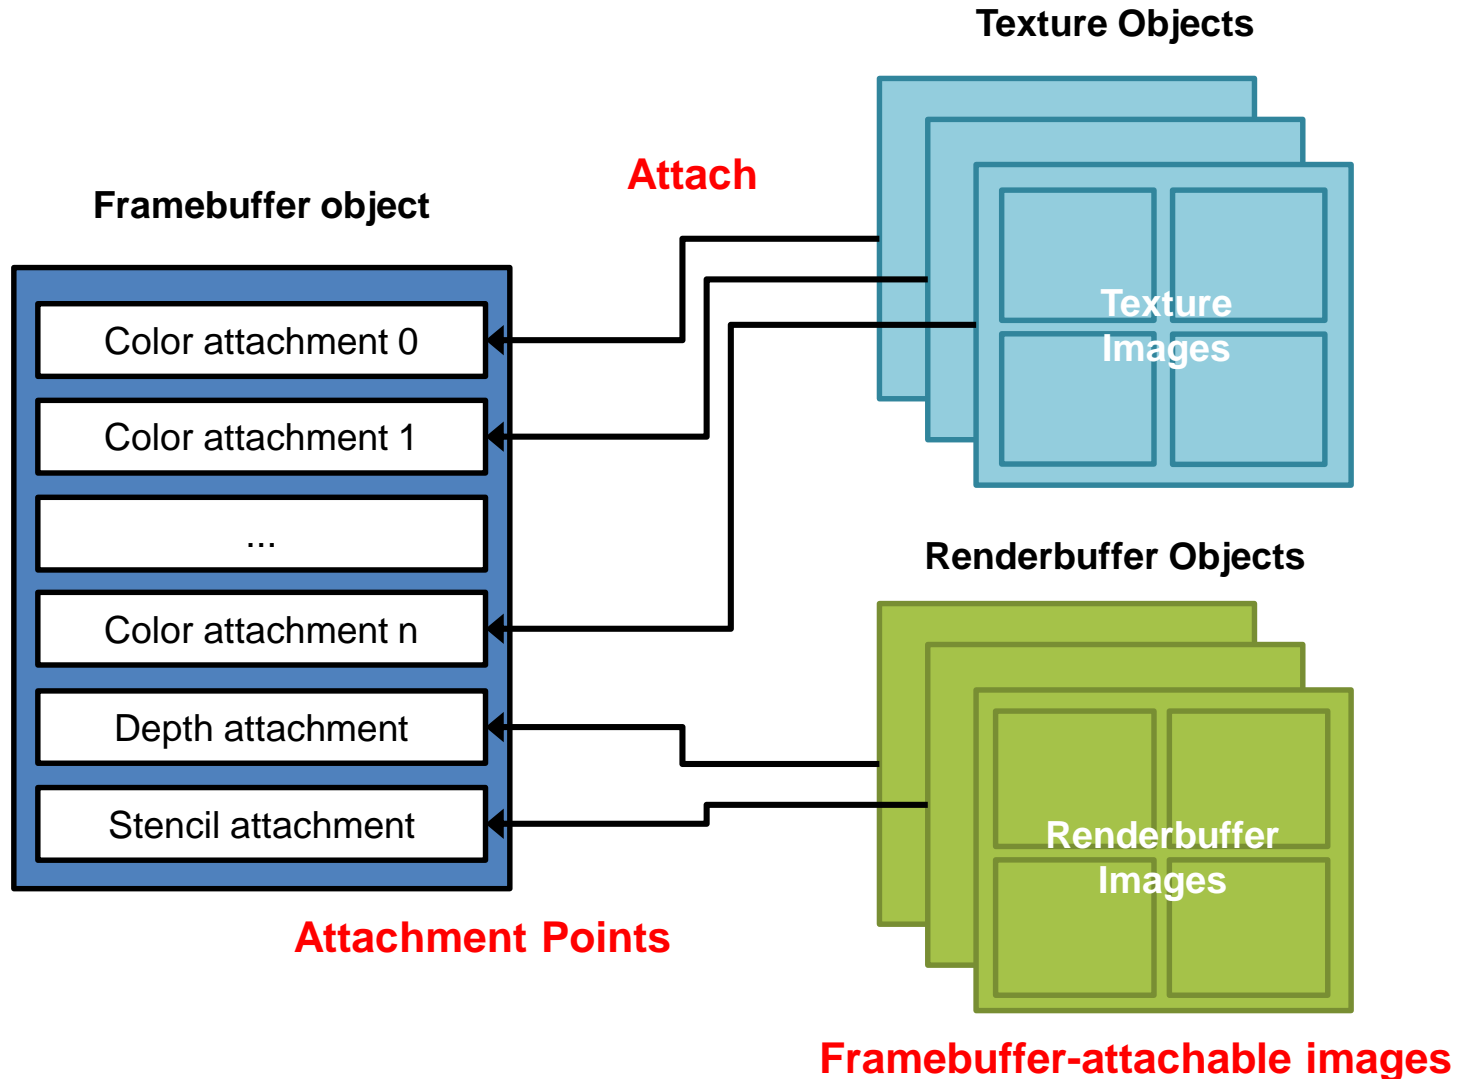 Texture Objects
Attach
Framebuffer object
Color attachment 0
Color attachment 1
...
Color attachment n
Depth attachment
Stencil attachment
Attachment Points
Texture
Images
Renderbuffer Objects
Renderbuffer
Images
Framebuffer-attachable images